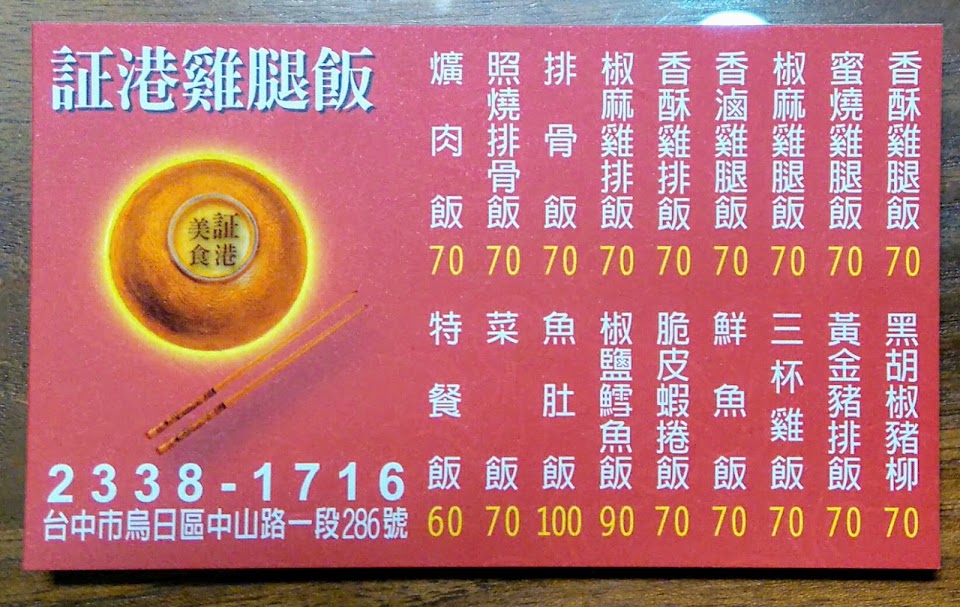 証港雞腿飯
証港
美食
2338-1716
台中市烏日區中山路一段286號
香酥雞腿飯 70
蜜燒雞腿飯 70
椒麻雞腿飯 70
香滷雞腿飯 70
香酥雞排飯 70
椒麻雞排飯 70
排骨飯 70
照燒排骨飯 70
爌肉飯 70
黑胡椒豬柳 70
黃金豬排飯 70
三杯雞飯 70
鮮魚飯 70
脆皮蝦捲飯 70
椒鹽鱈魚飯 90
魚肚飯 100
菜飯 70
特餐飯 60